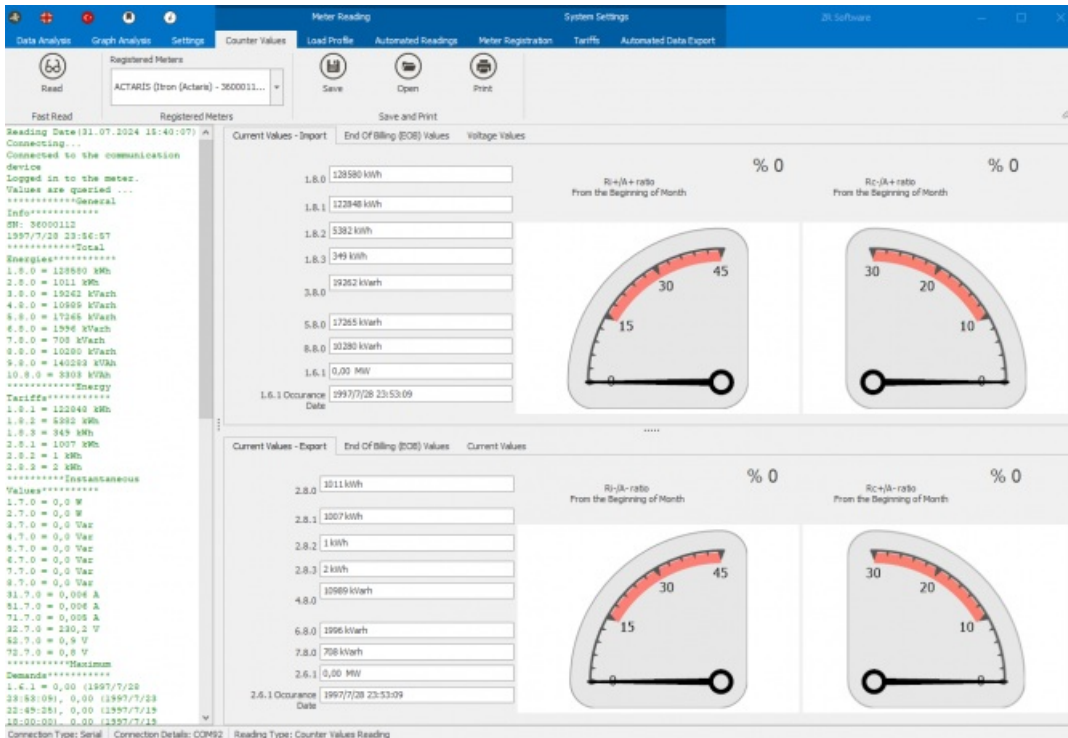 Meter Reading
System Settings
ZR Software
Data Analysis
Graph Analysis
Settings
Counter Values
Load Profile
Automated Readings
Meter Registration
Tariffs
Automated Data Export
Read
Fast Read
Registered Meters
ACTARİS (Itron (Actaris) - 3600011...
Registered Meters
Save
Open
Print
Save and Print
Reading Date(31.07.2024 15:40:07)
Connecting...
Connected to the communication
device
Logged in to the meter.
Values are queried ...
************General
Info************
SN: 36000112
1997/7/28 23:56:57
************Total
Energies***********
1.8.0 = 128580 kWh
2.8.0 = 1011 kWh
3.8.0 = 19262 kVarh
4.8.0 = 10989 kVarh
5.8.0 = 17265 kVarh
6.8.0 = 1996 kVarh
7.8.0 = 708 kVarh
8.8.0 = 10280 kVarh
9.8.0 = 140283 kVAh
10.8.0 = 3303 kVAh
************Energy
Tariffs***********
1.8.1 = 122848 kWh
1.8.2 = 5382 kWh
1.8.3 = 349 kWh
2.8.1 = 1007 kWh
2.8.2 = 1 kWh
2.8.3 = 2 kWh
**********Instantaneous
Values**********
1.7.0 = 0,0 W
2.7.0 = 0,0 W
3.7.0 = 0,0 Var
4.7.0 = 0,0 Var
5.7.0 = 0,0 Var
6.7.0 = 0,0 Var
7.7.0 = 0,0 Var
8.7.0 = 0,0 Var
31.7.0 = 0,006 A
51.7.0 = 0,006 A
71.7.0 = 0,005 A
32.7.0 = 230,2 V
52.7.0 = 0,9 V
72.7.0 = 0,8 V
***********Maximum
Demands***********
1.6.1 = 0,00 (1997/7/28
23:53:09), 0,00 (1997/7/23
22:49:25), 0,00 (1997/7/19
18:00:00), 0,00 (1997/7/19
Current Values - Import
End Of Billing (EOB) Values
Voltage Values
1.8.0 128580 kWh
1.8.1 122848 kWh
1.8.2 5382 kWh
1.8.3 349 kWh
3.8.0 19262 kVarh
5.8.0 17265 kVarh
8.8.0 10280 kVarh
1.6.1 0,00 MW
1.6.1 Occurance Date 1997/7/28 23:53:09
% 0
Ri+/A+ ratio
From the Beginning of Month
0 15 30 45
% 0
Rc-/A+ ratio
From the Beginning of Month
30 20 10 0
Current Values - Export
End Of Billing (EOB) Values
Current Values
2.8.0 1011 kWh
2.8.1 1007 kWh
2.8.2 1 kWh
2.8.3 2 kWh
4.8.0 10989 kVarh
6.8.0 1996 kVarh
7.8.0 708 kVarh
2.6.1 0,00 MW
2.6.1 Occurance Date 1997/7/28 23:53:09
% 0
Ri-/A- ratio
From the Beginning of Month
0 15 30 45
% 0
Rc+/A- ratio
From the Beginning of Month
30 20 10 0
Connection Type: Serial
Connection Details: COM92
Reading Type: Counter Values Reading